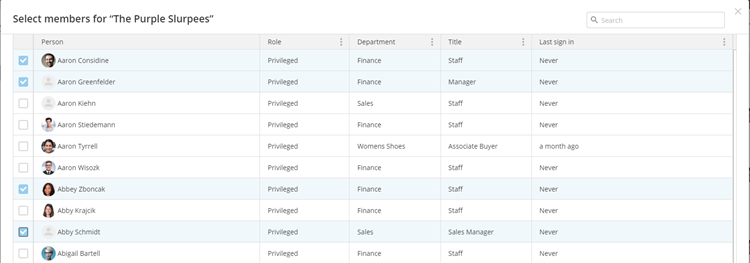 Select members for “The Purple Slurpees”
Search
Person Role Department Title Last sign in
Aaron Considine Privileged Finance Staff Never
Aaron Greenfelder Privileged Finance Manager Never
Aaron Kiehn Privileged Sales Staff Never
Aaron Stiedemann Privileged Finance Staff Never
Aaron Tyrrell Privileged Womens Shoes Associate Buyer a month ago
Aaron Wisozk Privileged Finance Staff Never
Abbey Zboncak Privileged Finance Staff Never
Abby Krajcik Privileged Finance Staff Never
Abby Schmidt Privileged Sales Sales Manager Never
Abigail Bartell Privileged Finance Staff Never